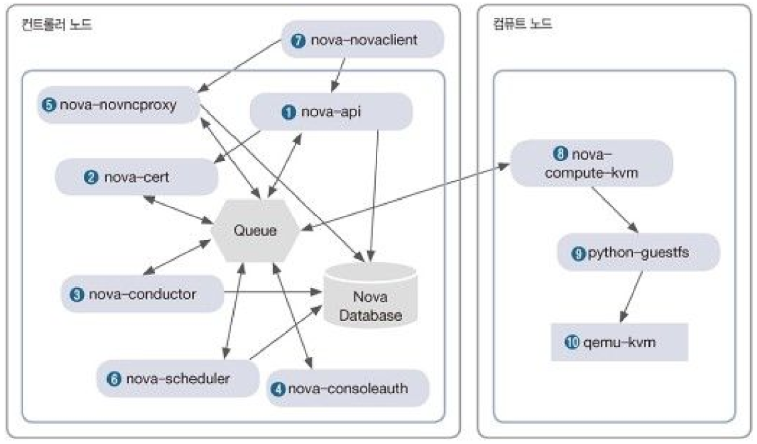 컨트롤러 노드
7 nova-novaclient
5 nova-novncproxy
1 nova-api
2 nova-cert
Queue
3 nova-conductor
Nova
Database
6 nova-scheduler
4 nova-consoleauth
컴퓨트 노드
8 nova-
compute-kvm
9 python-guestfs
10 qemu-kvm